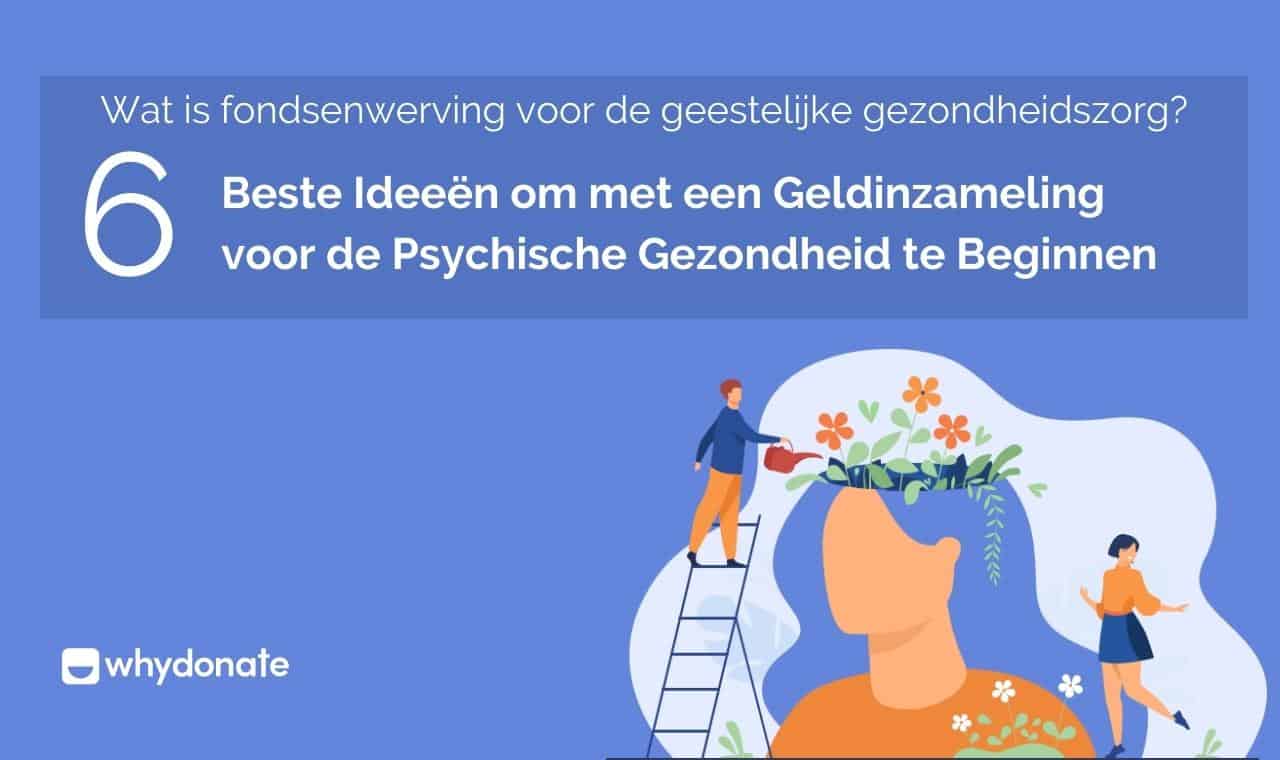 Wat is fondsenwerving voor de geestelijke gezondheidszorg?
6
Beste Ideeën om met een Geldinzameling
voor de Psychische Gezondheid te Beginnen
whydonate